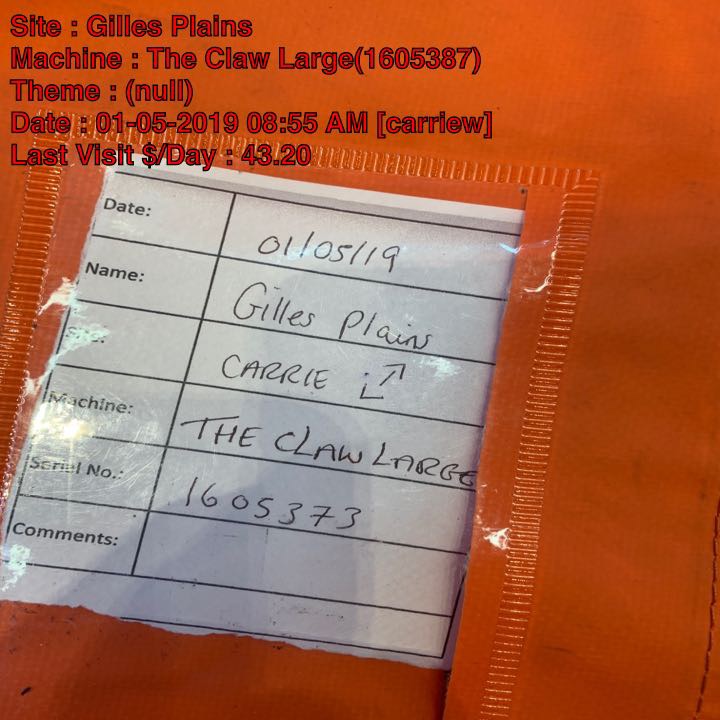 Site : Gilles Plains
Machine : The Claw Large(1605387)
Theme : (null)
Date : 01-05-2019 08:55 AM [carriew]
Last Visit $/Day : 43.20
Date: 01/05/19
Name: Gilles Plains
CARRIE
Machine: THE CLAW LARGE
Serial No.: 1605373
Comments: